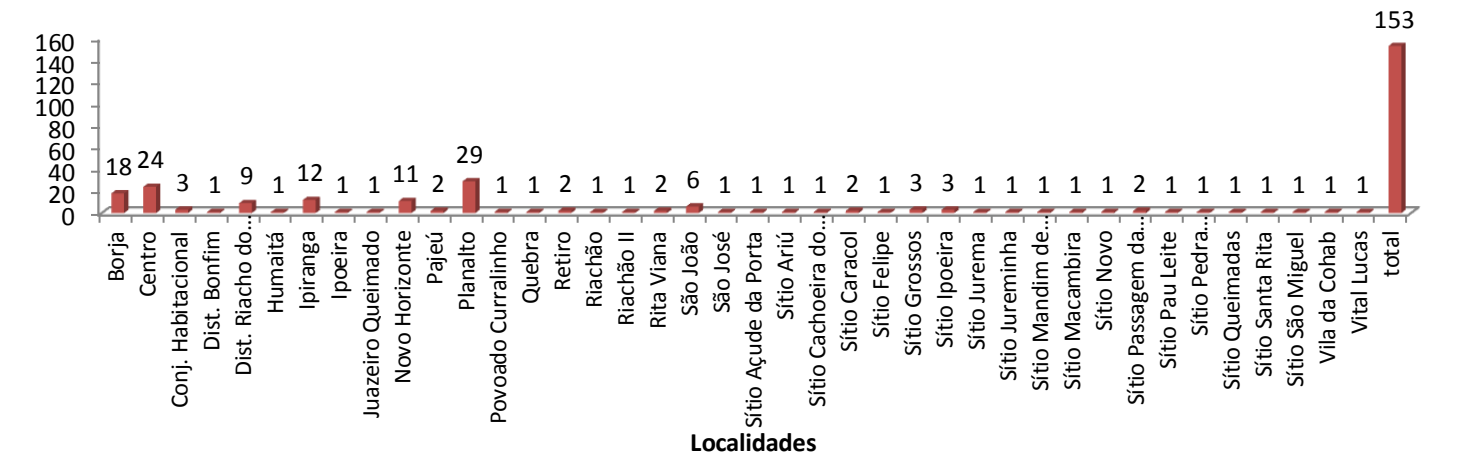 153
160
140
120
100
80
60
40
20
0
18 24 3 1 9 1 12 1 1 11 2 29 1 1 2 1 1 2 6 1 1 1 1 2 1 3 3 1 1 1 1 1 2 1 1 1 1 1 1 1
Borja
Centro
Conj. Habitacional
Dist. Bonfim
Dist. Riacho do...
Humaitá
Ipiranga
Ipoeira
Juazeiro Queimado
Novo Horizonte
Pajeú
Planalto
Povoado Curralinho
Quebra
Retiro
Riachão
Riachão II
Rita Viana
São João
São José
Sítio Açude da Porta
Sítio Ariú
Sítio Cachoeira do...
Sítio Caracol
Sítio Felipe
Sítio Grossos
Sítio Ipoeira
Sítio Jurema
Sítio Jureminha
Sítio Mandim de...
Sítio Macambira
Sítio Novo
Sítio Passagem da...
Sítio Pau Leite
Sítio Pedra...
Sítio Queimadas
Sítio Santa Rita
Sítio São Miguel
Vila da Cohab
Vital Lucas
total
Localidades